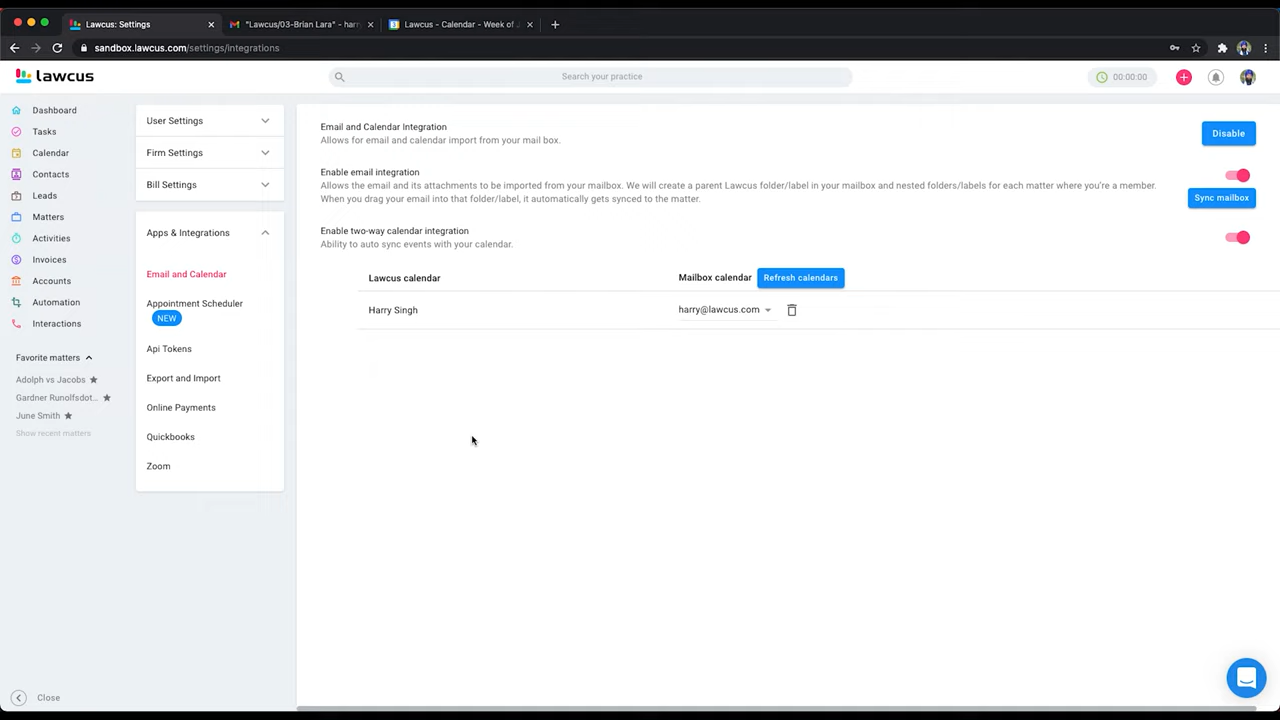 Lawcus: Settings
"Lawcus/03-Brian Lara" - harr
Lawcus - Calendar - Week of J
sandbox.lawcus.com/settings/integrations
lawcus
Search your practice
00:00:00
Dashboard
Tasks
Calendar
Contacts
Leads
Matters
Activities
Invoices
Accounts
Automation
Interactions
Favorite matters
Adolph vs Jacobs
Gardner Runolfsdot...
June Smith
Show recent matters
Close
User Settings
Firm Settings
Bill Settings
Apps & Integrations
Email and Calendar
Appointment Scheduler
NEW
Api Tokens
Export and Import
Online Payments
Quickbooks
Zoom
Email and Calendar Integration
Allows for email and calendar import from your mail box.
Disable
Enable email integration
Allows the email and its attachments to be imported from your mailbox. We will create a parent Lawcus folder/label in your mailbox and nested folders/labels for each matter where you're a member.
When you drag your email into that folder/label, it automatically gets synced to the matter.
Sync mailbox
Enable two-way calendar integration
Ability to auto sync events with your calendar.
Lawcus calendar
Mailbox calendar
Refresh calendars
Harry Singh
harry@lawcus.com